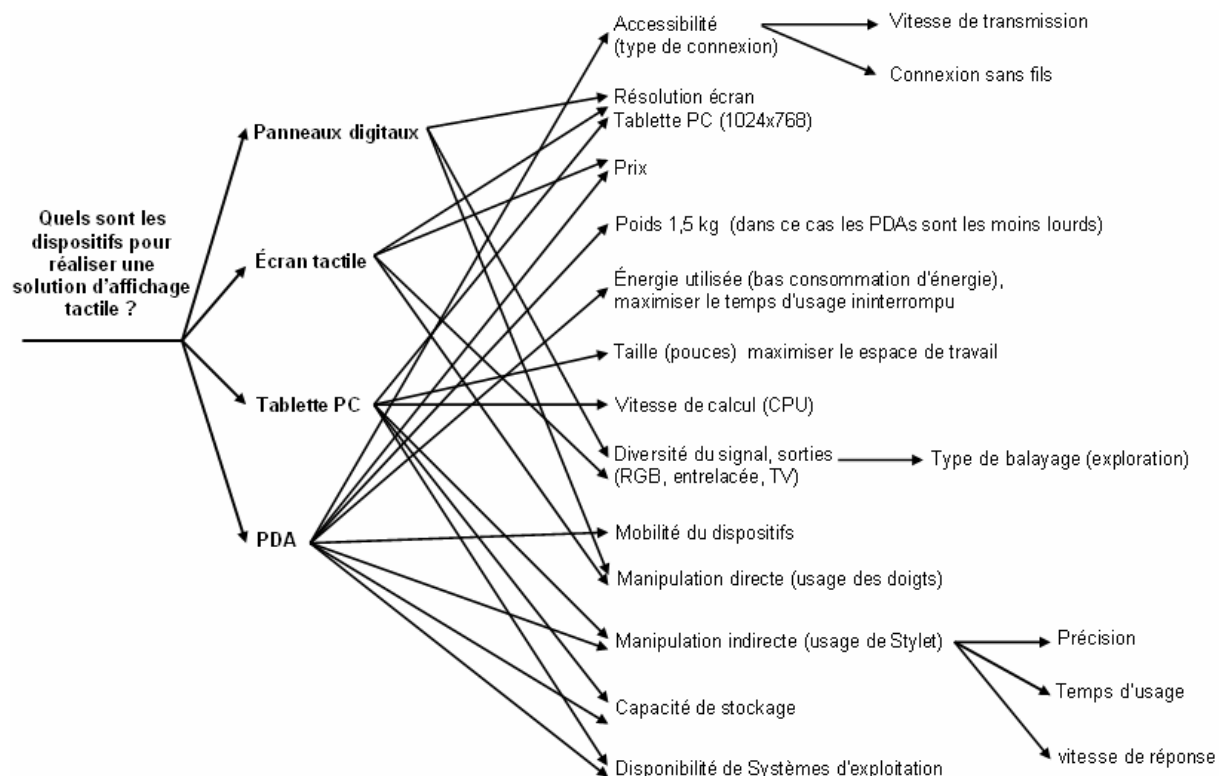 Quels sont les
dispositifs pour
réaliser une
solution d'affichage
tactile ?
Panneaux digitaux
Écran tactile
Tablette PC
PDA
Accessibilité
(type de connexion)
Vitesse de transmission
Connexion sans fils
Résolution écran
Tablette PC (1024x768)
Prix
Poids 1,5 kg (dans ce cas les PDAs sont les moins lourds)
Énergie utilisée (bas consommation d'énergie),
maximiser le temps d'usage ininterrompu
Taille (pouces) maximiser le espace de travail
Vitesse de calcul (CPU)
Diversité du signal, sorties
(RGB, entrelacée, TV)
Type de balayage (exploration)
Mobilité du dispositifs
Manipulation directe (usage des doigts)
Manipulation indirecte (usage de Stylet)
Précision
Temps d'usage
vitesse de réponse
Capacité de stockage
Disponibilité de Systèmes d'exploitation